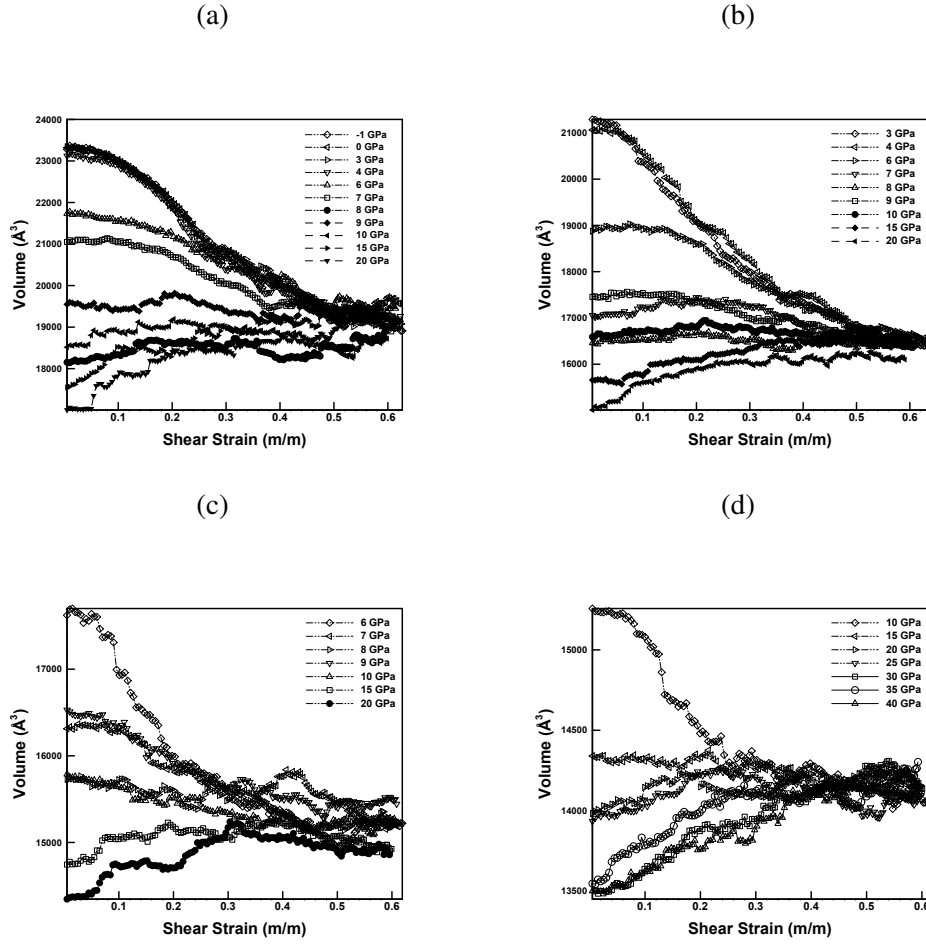 (a)
(b)
24000
23000
22000
21000
20000
19000
18000
Volume (Å³)
0.1
0.2
0.3
0.4
0.5
0.6
Shear Strain (m/m)
-1 GPa
0 GPa
3 GPa
4 GPa
6 GPa
7 GPa
8 GPa
9 GPa
10 GPa
15 GPa
20 GPa
21000
20000
19000
18000
17000
16000
Volume (Å³)
0.1
0.2
0.3
0.4
0.5
0.6
Shear Strain (m/m)
3 GPa
4 GPa
6 GPa
7 GPa
8 GPa
9 GPa
10 GPa
15 GPa
20 GPa
(c)
(d)
17000
16000
15000
Volume (Å³)
0.1
0.2
0.3
0.4
0.5
0.6
Shear Strain (m/m)
6 GPa
7 GPa
8 GPa
9 GPa
10 GPa
15 GPa
20 GPa
15000
14500
14000
13500
Volume (Å³)
0.1
0.2
0.3
0.4
0.5
0.6
Shear Strain (m/m)
10 GPa
15 GPa
20 GPa
25 GPa
30 GPa
35 GPa
40 GPa